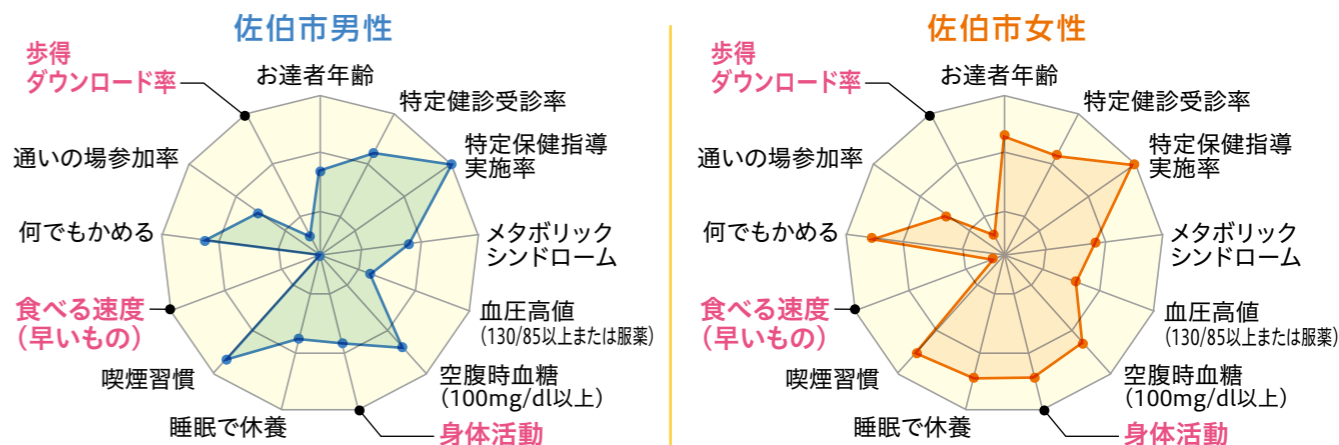 佐伯市男性
お達者年齢
特定健診受診率
特定保健指導
実施率
メタボリック
シンドローム
血圧高値
(130/85以上または服薬)
空腹時血糖
(100mg/dl以上)
身体活動
睡眠で休養
喫煙習慣
食べる速度
(早いもの)
何でもかめる
通いの場参加率
歩得
ダウンロード率
佐伯市女性
お達者年齢
特定健診受診率
特定保健指導
実施率
メタボリック
シンドローム
血圧高値
(130/85以上または服薬)
空腹時血糖
(100mg/dl以上)
身体活動
睡眠で休養
喫煙習慣
食べる速度
(早いもの)
何でもかめる
通いの場参加率
歩得
ダウンロード率